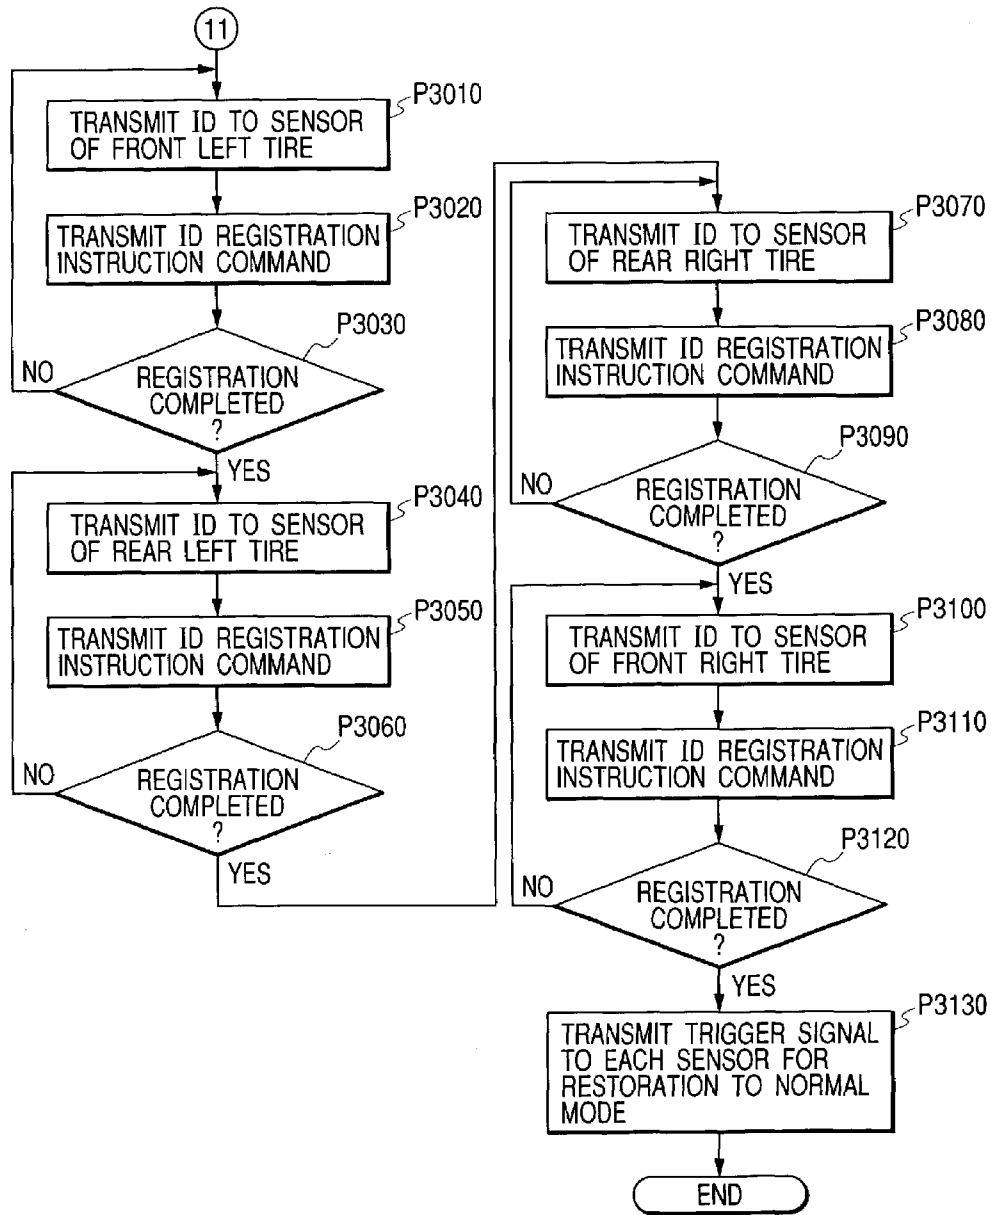 11
P3010
TRANSMIT ID TO SENSOR
OF FRONT LEFT TIRE
P3020
TRANSMIT ID REGISTRATION
INSTRUCTION COMMAND
P3030
NO
REGISTRATION
COMPLETED
?
YES
P3040
TRANSMIT ID TO SENSOR
OF REAR LEFT TIRE
P3050
TRANSMIT ID REGISTRATION
INSTRUCTION COMMAND
P3060
NO
REGISTRATION
COMPLETED
?
YES
P3070
TRANSMIT ID TO SENSOR
OF REAR RIGHT TIRE
P3080
TRANSMIT ID REGISTRATION
INSTRUCTION COMMAND
P3090
NO
REGISTRATION
COMPLETED
?
YES
P3100
TRANSMIT ID TO SENSOR
OF FRONT RIGHT TIRE
P3110
TRANSMIT ID REGISTRATION
INSTRUCTION COMMAND
P3120
NO
REGISTRATION
COMPLETED
?
YES
P3130
TRANSMIT TRIGGER SIGNAL
TO EACH SENSOR FOR
RESTORATION TO NORMAL
MODE
END